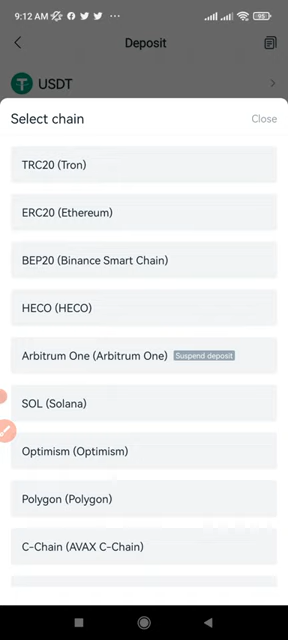 9:12 AM
95
Deposit
USDT
Select chain
Close
TRC20 (Tron)
ERC20 (Ethereum)
BEP20 (Binance Smart Chain)
HECO (HECO)
Arbitrum One (Arbitrum One) Suspend deposit
SOL (Solana)
Optimism (Optimism)
Polygon (Polygon)
C-Chain (AVAX C-Chain)